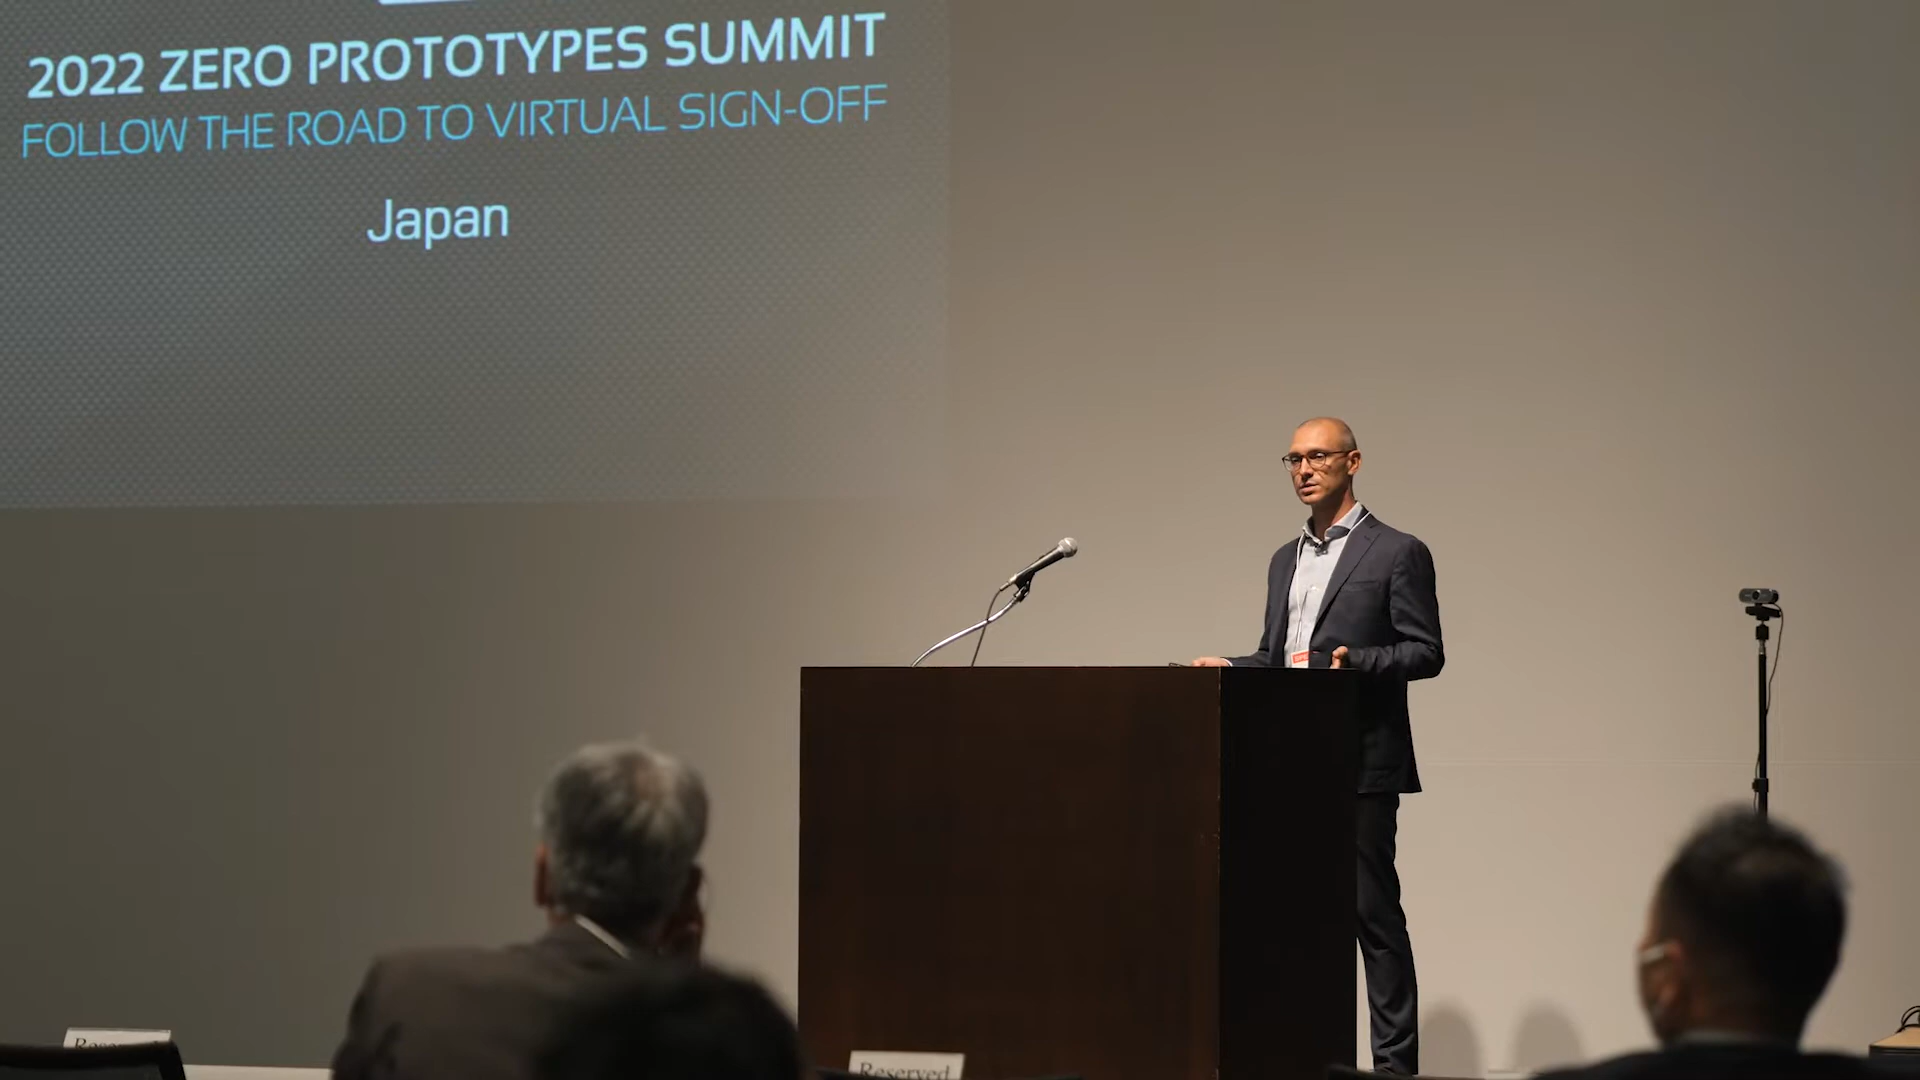 2022 ZERO PROTOTYPES SUMMIT
FOLLOW THE ROAD TO VIRTUAL SIGN-OFF
Japan
Reserved